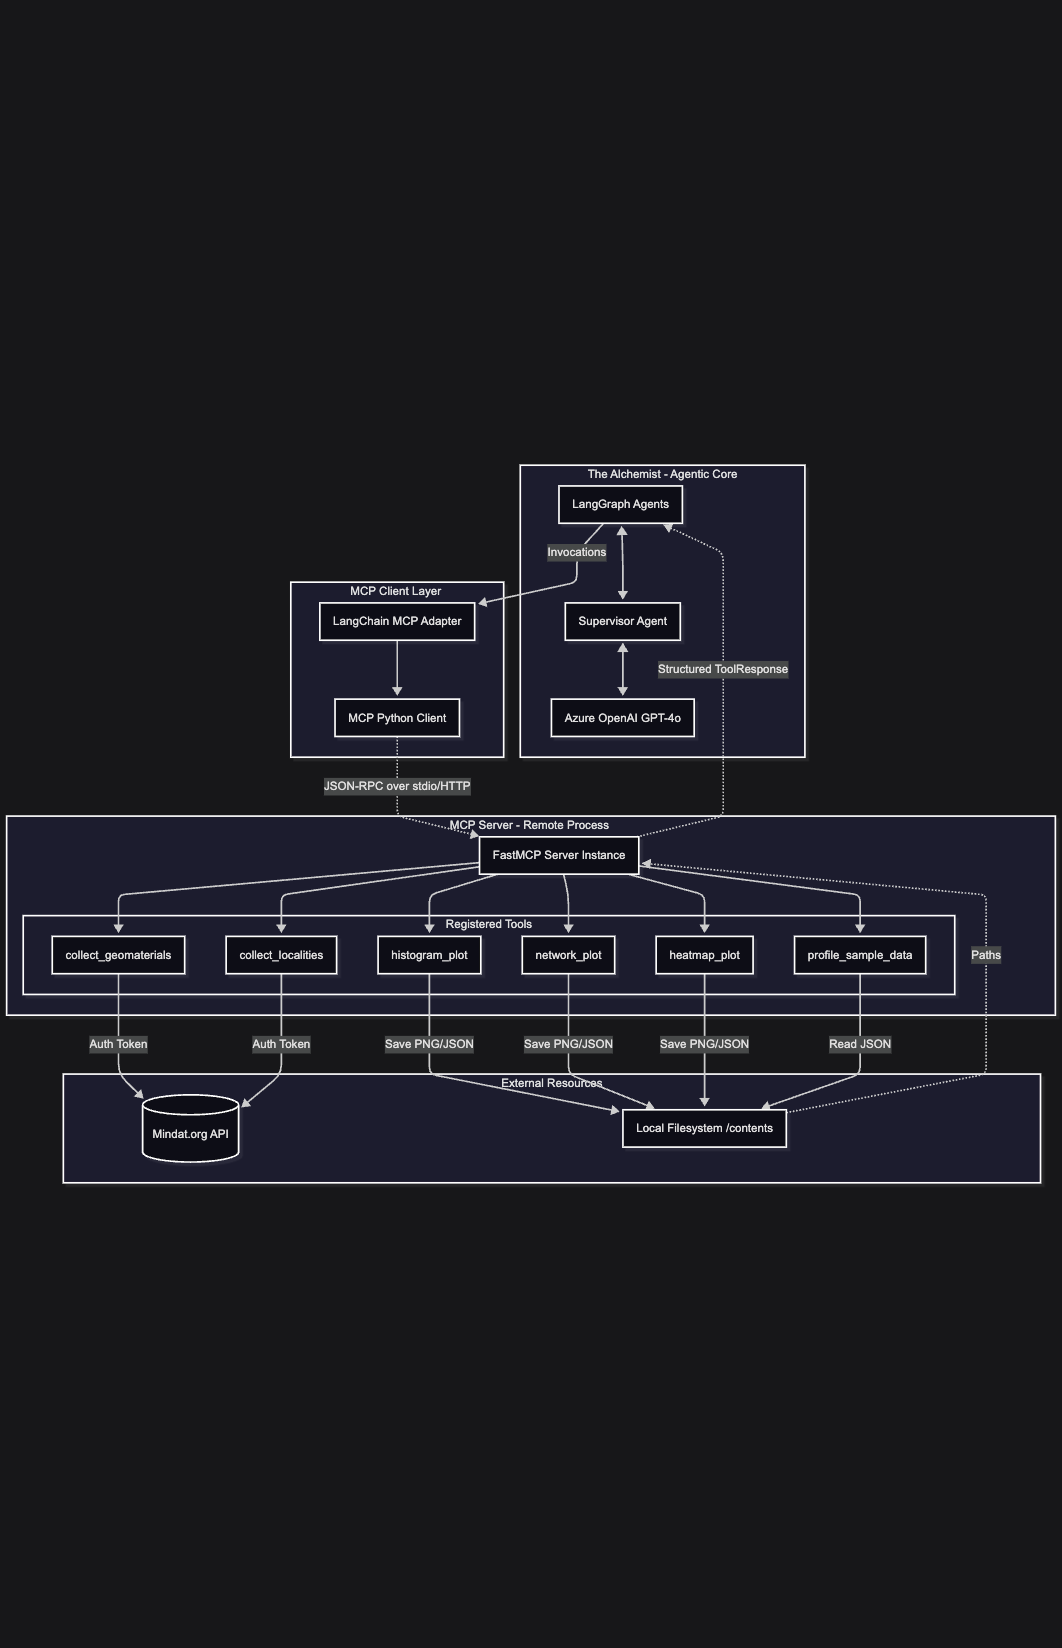 The Alchemist - Agentic Core
LangGraph Agents
Invocations
MCP Client Layer
LangChain MCP Adapter
Supervisor Agent
Structured ToolResponse
MCP Python Client
Azure OpenAI GPT-4o
JSON-RPC over stdio/HTTP
MCP Server - Remote Process
FastMCP Server Instance
Registered Tools
collect_geomaterials
collect_localities
histogram_plot
network_plot
heatmap_plot
profile_sample_data
Paths
Auth Token
Auth Token
Save PNG/JSON
Save PNG/JSON
Save PNG/JSON
Read JSON
External Resources
Mindat.org API
Local Filesystem /contents